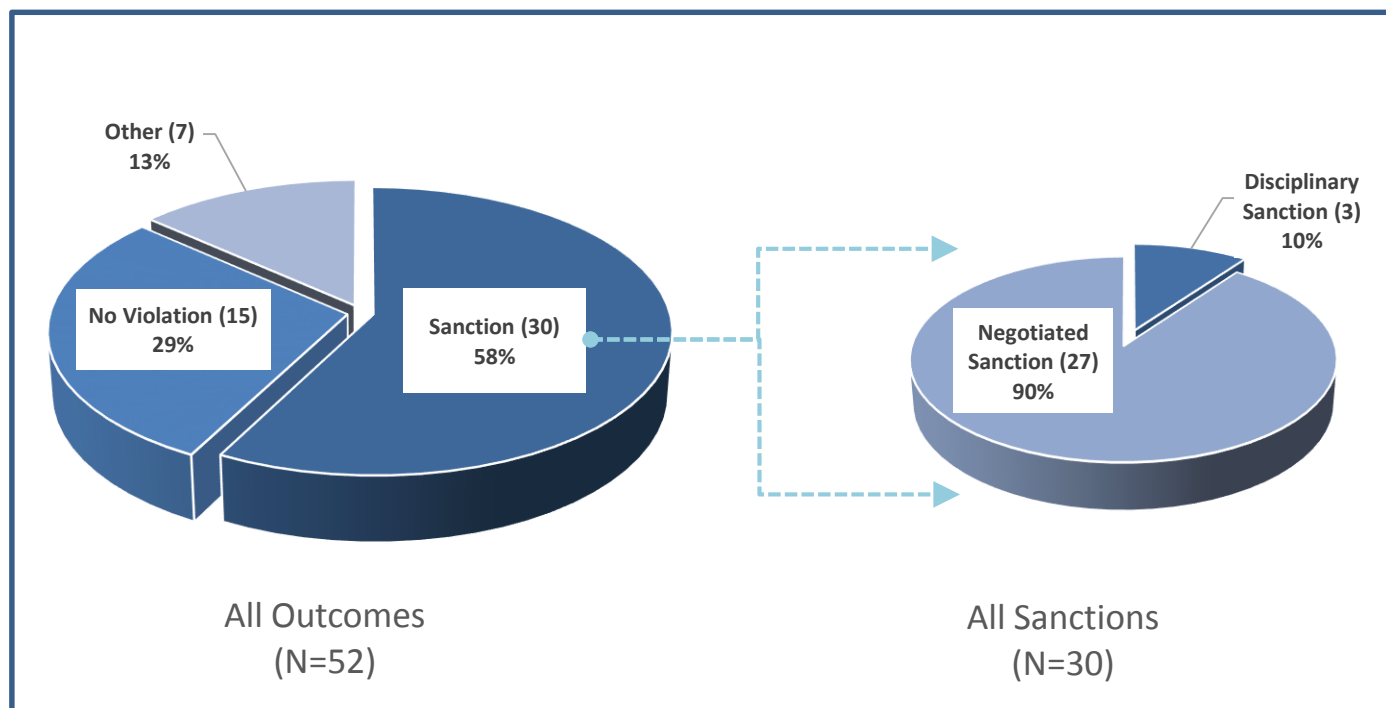 Other (7)
13%
No Violation (15)
29%
Sanction (30)
58%
All Outcomes
(N=52)
Disciplinary
Sanction (3)
10%
Negotiated
Sanction (27)
90%
All Sanctions
(N=30)